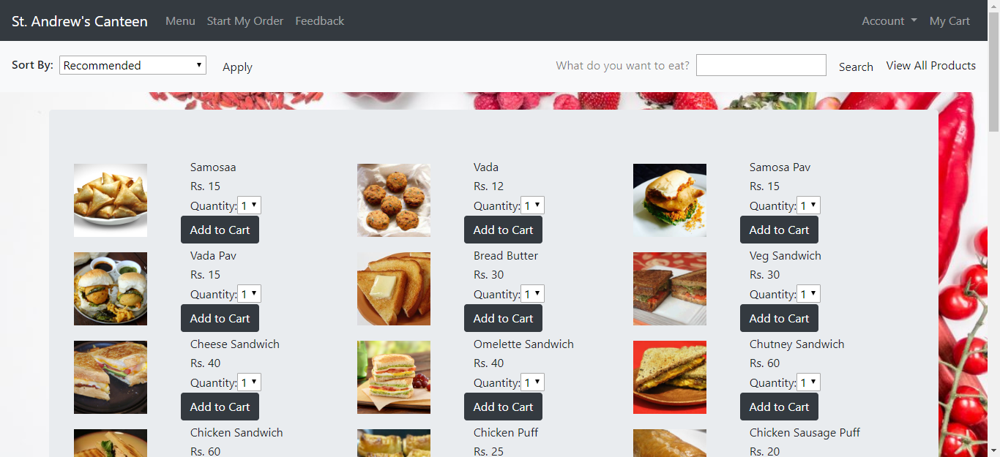 St. Andrew's Canteen Menu Start My Order Feedback Account My Cart
Sort By: Recommended Apply What do you want to eat? Search View All Products
Samosaa
Rs. 15
Quantity: 1
Add to Cart
Vada
Rs. 12
Quantity: 1
Add to Cart
Samosa Pav
Rs. 15
Quantity: 1
Add to Cart
Vada Pav
Rs. 15
Quantity: 1
Add to Cart
Bread Butter
Rs. 30
Quantity: 1
Add to Cart
Veg Sandwich
Rs. 30
Quantity: 1
Add to Cart
Cheese Sandwich
Rs. 40
Quantity: 1
Add to Cart
Omelette Sandwich
Rs. 40
Quantity: 1
Add to Cart
Chutney Sandwich
Rs. 60
Quantity: 1
Add to Cart
Chicken Sandwich
Rs. 60
Chicken Puff
Rs. 25
Chicken Sausage Puff
Rs. 20